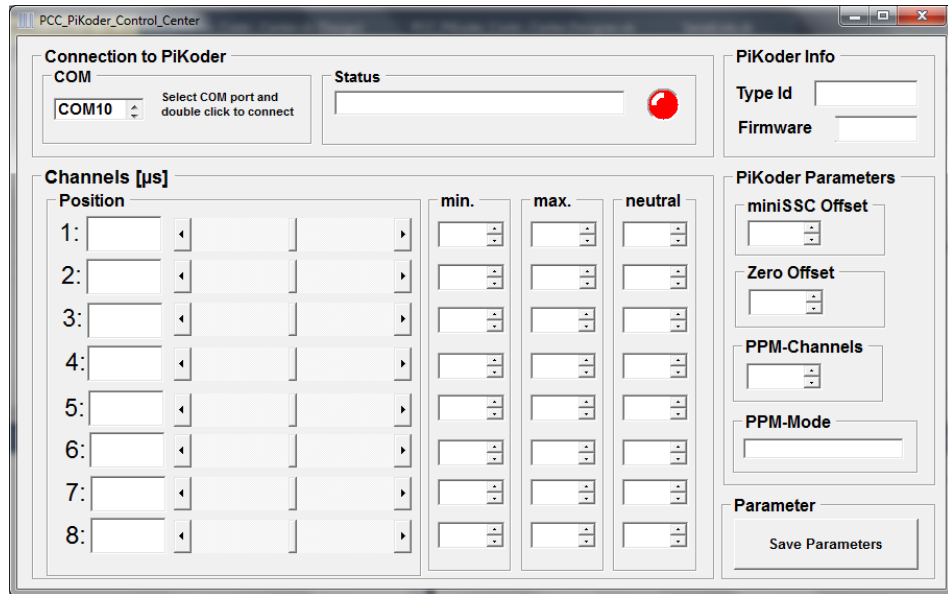 PCC_PiKoder_Control_Center
Connection to PiKoder
COM
COM10
Select COM port and
double click to connect
Status
PiKoder Info
Type Id
Firmware
Channels [µs]
Position
min.
max.
neutral
1:
2:
3:
4:
5:
6:
7:
8:
PiKoder Parameters
miniSSC Offset
Zero Offset
PPM-Channels
PPM-Mode
Parameter
Save Parameters